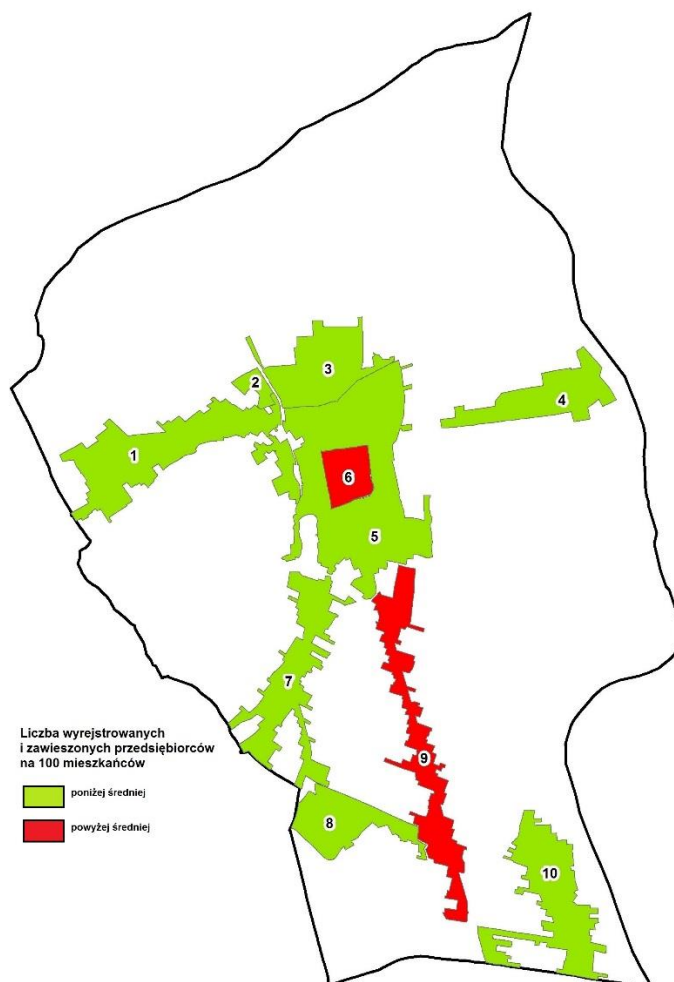 3
2
4
1
6
5
7
Liczba wyrejstrowanych
i zawieszonych przedsiębiorców
na 100 mieszkańców
poniżej średniej
powyżej średniej
9
8
10